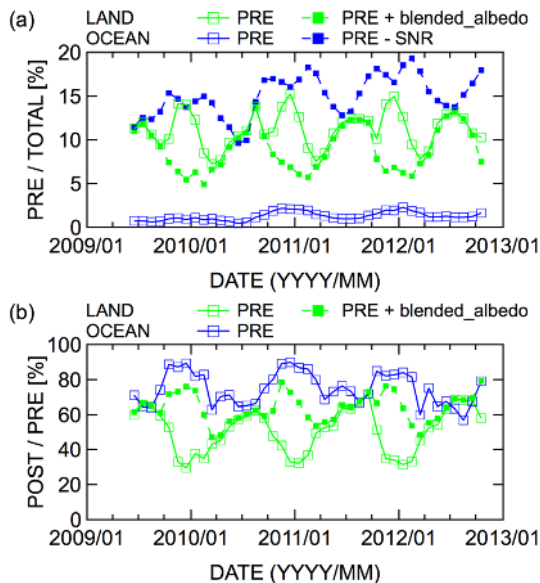 (a) LAND PRE PRE + blended_albedo
OCEAN PRE PRE - SNR
PRE / TOTAL [%]
20
15
10
5
0
2009/01 2010/01 2011/01 2012/01 2013/01
DATE (YYYY/MM)
(b) LAND PRE PRE + blended_albedo
OCEAN PRE
POST / PRE [%]
100
80
60
40
20
0
2009/01 2010/01 2011/01 2012/01 2013/01
DATE (YYYY/MM)